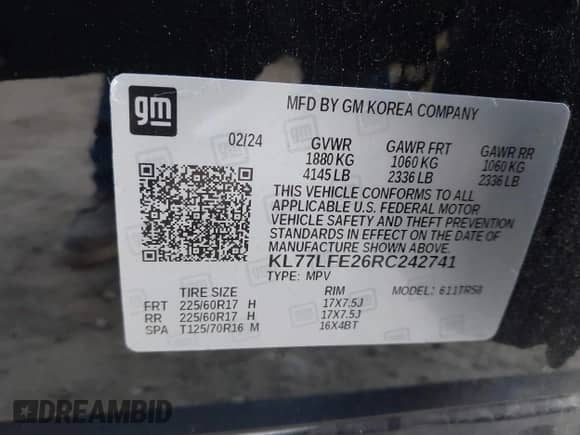 gm
MFD BY GM KOREA COMPANY
02/24 GVWR GAWR FRT GAWR RR
1880 KG 1060 KG 1060 KG
4145 LB 2336 LB 2336 LB
THIS VEHICLE CONFORMS TO ALL
APPLICABLE U.S. FEDERAL MOTOR
VEHICLE SAFETY AND THEFT PREVENTION
STANDARDS IN EFFECT ON THE DATE OF
MANUFACTURE SHOWN ABOVE.
KL77LFE26RC242741
TYPE: MPV
TIRE SIZE RIM MODEL: 611TR58
FRT 225/60R17 H 17X7.5J
RR 225/60R17 H 17X7.5J
SPA T125/70R16 M 16X4BT
DREAMBID